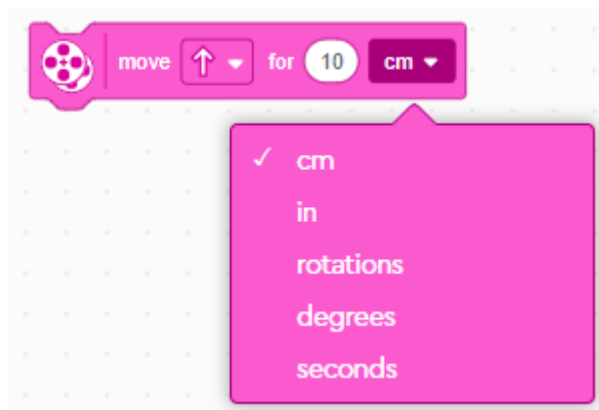 move for 10 cm
cm
in
rotations
degrees
seconds